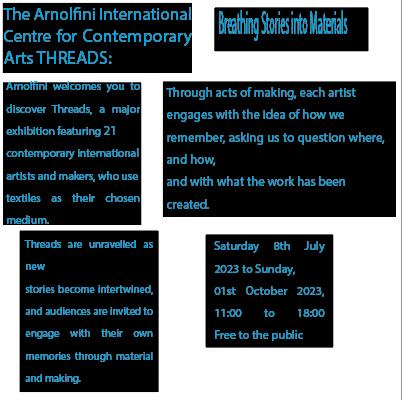 The Arnolfini International
Centre for Contemporary
Arts THREADS:
Breathing Stories into Materials
Arnolfini welcomes you to
discover Threads, a major
exhibition featuring 21
contemporary international
artists and makers, who use
textiles as their chosen
medium.
Through acts of making, each artist
engages with the idea of how we
remember, asking us to question where,
and how,
and with what the work has been
created.
Threads are unravelled as
new
stories become intertwined,
and audiences are invited to
engage with their own
memories through material
and making.
Saturday 8th July
2023 to Sunday,
01st October 2023,
11:00 to 18:00
Free to the public